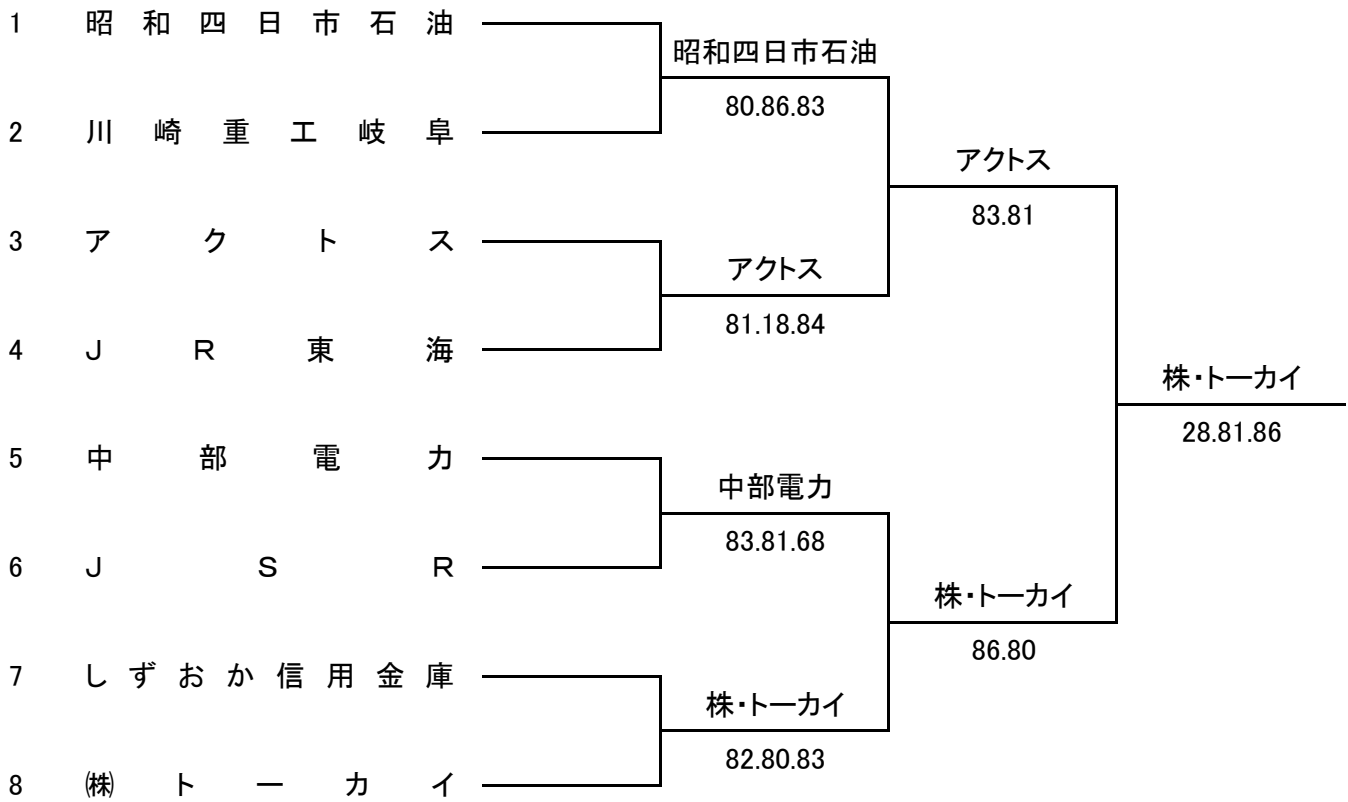 1 昭和四日市石油
昭和四日市石油
80.86.83
2 川崎重工岐阜
アクトス
83.81
3 アクトス
アクトス
81.18.84
4 JR東海
株・トーカイ
28.81.86
5 中部電力
中部電力
83.81.68
6 JSR
株・トーカイ
86.80
7 しずおか信用金庫
株・トーカイ
82.80.83
8 ㈱トーカイ